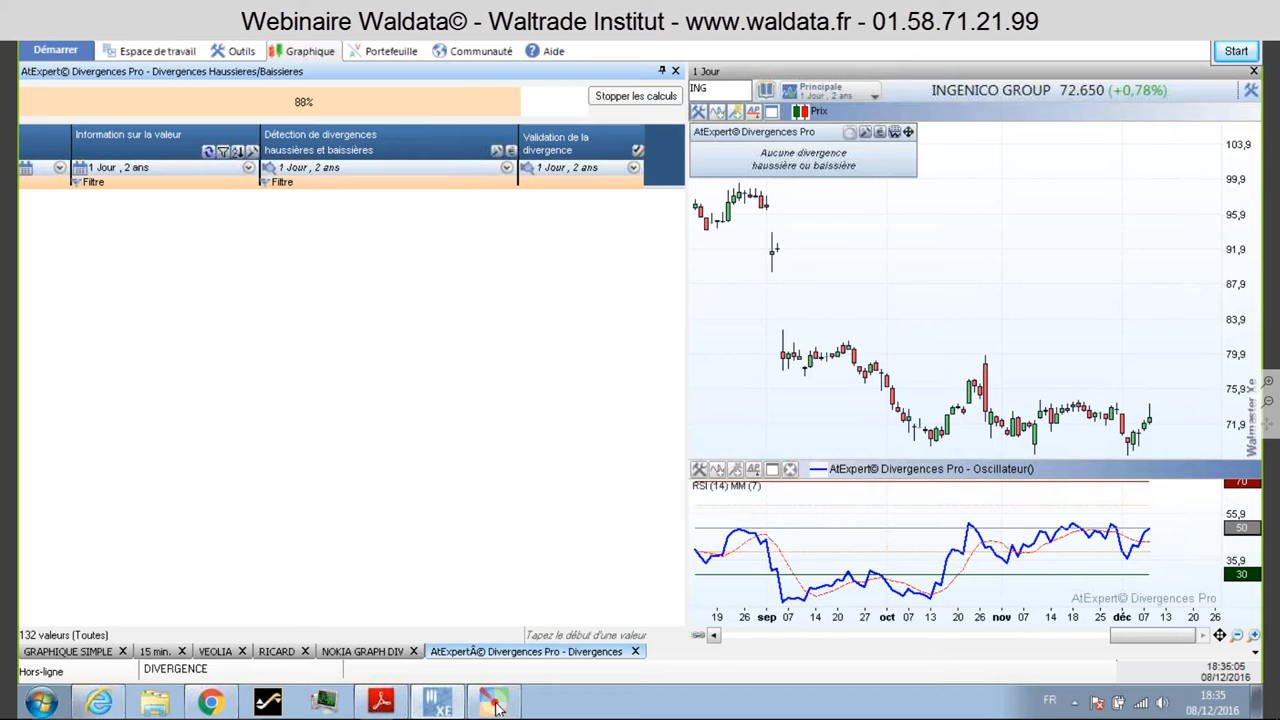 Webinaire Waldata© - Waltrade Institut - www.waldata.fr - 01.58.71.21.99
Démarrer Espace de travail Outils Graphique Portefeuille Communauté Aide Start
AtExpert© Divergences Pro - Divergences Haussieres/Baissieres
88% Stopper les calculs
Information sur la valeur
Détection de divergences
haussières et baissières
Validation de la
divergence
1 Jour , 2 ans 1 Jour , 2 ans 1 Jour , 2 ans
Filtre Filtre
132 valeurs (Toutes) Tapez le début d'une valeur
1 Jour
ING Principale
1 Jour , 2 ans
INGENICO GROUP 72.650 (+0,78%)
Prix
AtExpert© Divergences Pro
Aucune divergence
haussière ou baissière
103,9
99,9
95,9
91,9
87,9
83,9
79,9
75,9
71,9
Walmaster Xe
AtExpert© Divergences Pro - Oscillateur()
RSI (14) MM (7)
70
55,9
50
35,9
30
AtExpert© Divergences Pro
19 26 sep 07 14 20 26 oct 07 13 20 26 nov 07 14 18 24 déc 07 13 19 26
GRAPHIQUE SIMPLE 15 min. VEOLIA RICARD NOKIA GRAPH DIV AtExpertÂ© Divergences Pro - Divergences
Hors-ligne DIVERGENCE
18:35:05
08/12/2016
XE
FR
18:35
08/12/2016